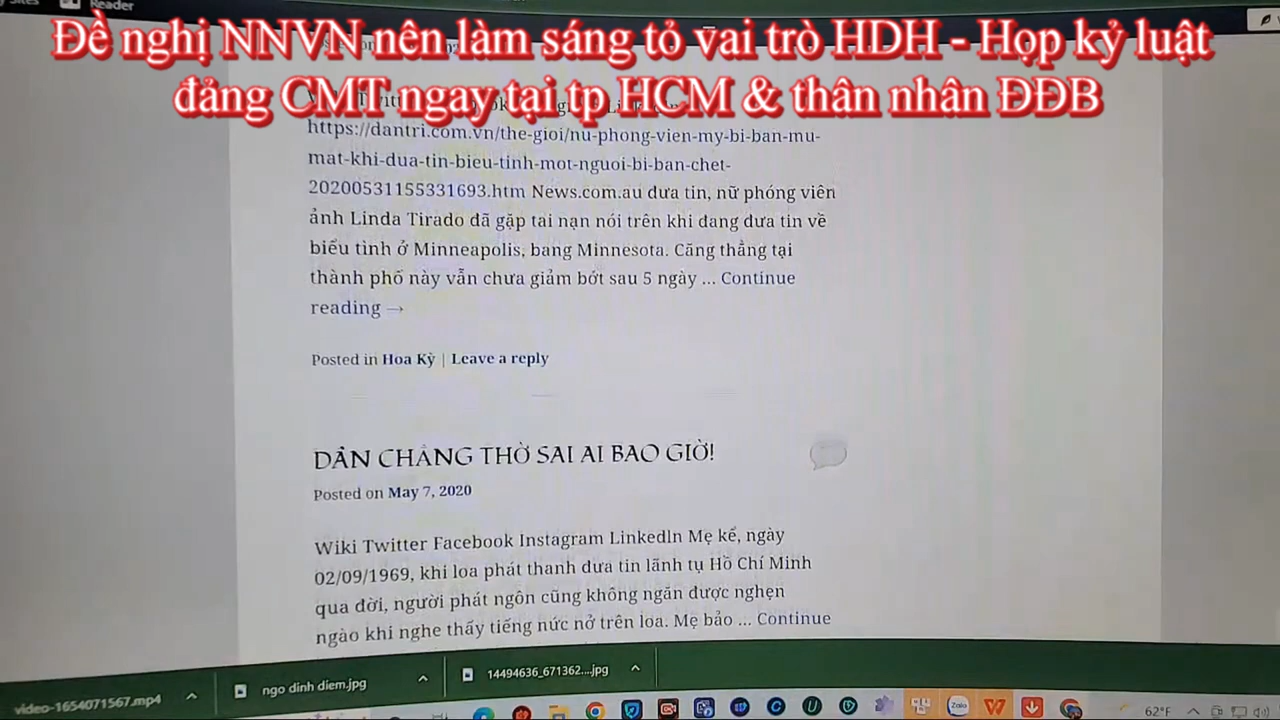 Reader
Đề nghị NNVN nên làm sáng tỏ vai trò HDH - Họp kỷ luật
đảng CMT ngay tại tp HCM & thân nhân ĐĐB
https://dantri.com.vn/the-gioi/nu-phong-vien-my-bi-ban-mu-
mat-khi-dua-tin-bieu-tinh-mot-nguoi-bi-ban-chet-
20200531155331693.htm News.com.au đưa tin, nữ phóng viên
ảnh Linda Tirado đã gặp tai nạn nói trên khi đang đưa tin về
biểu tình ở Minneapolis, bang Minnesota. Căng thẳng tại
thành phố này vẫn chưa giảm bớt sau 5 ngày … Continue
reading →
Posted in Hoa Kỳ | Leave a reply
DÂN CHẲNG THỜ SAI AI BAO GIỜ!
Posted on May 7, 2020
Wiki Twitter Facebook Instagram Linkedln Mẹ kể, ngày
02/09/1969, khi loa phát thanh đưa tin lãnh tụ Hồ Chí Minh
qua đời, người phát ngôn cũng không ngăn được nghẹn
ngào khi nghe thấy tiếng nức nở trên loa. Mẹ bảo … Continue
video-1654071567.mp4
ngo dinh diem.jpg
14494636_671362....jpg
Zalo
62°F